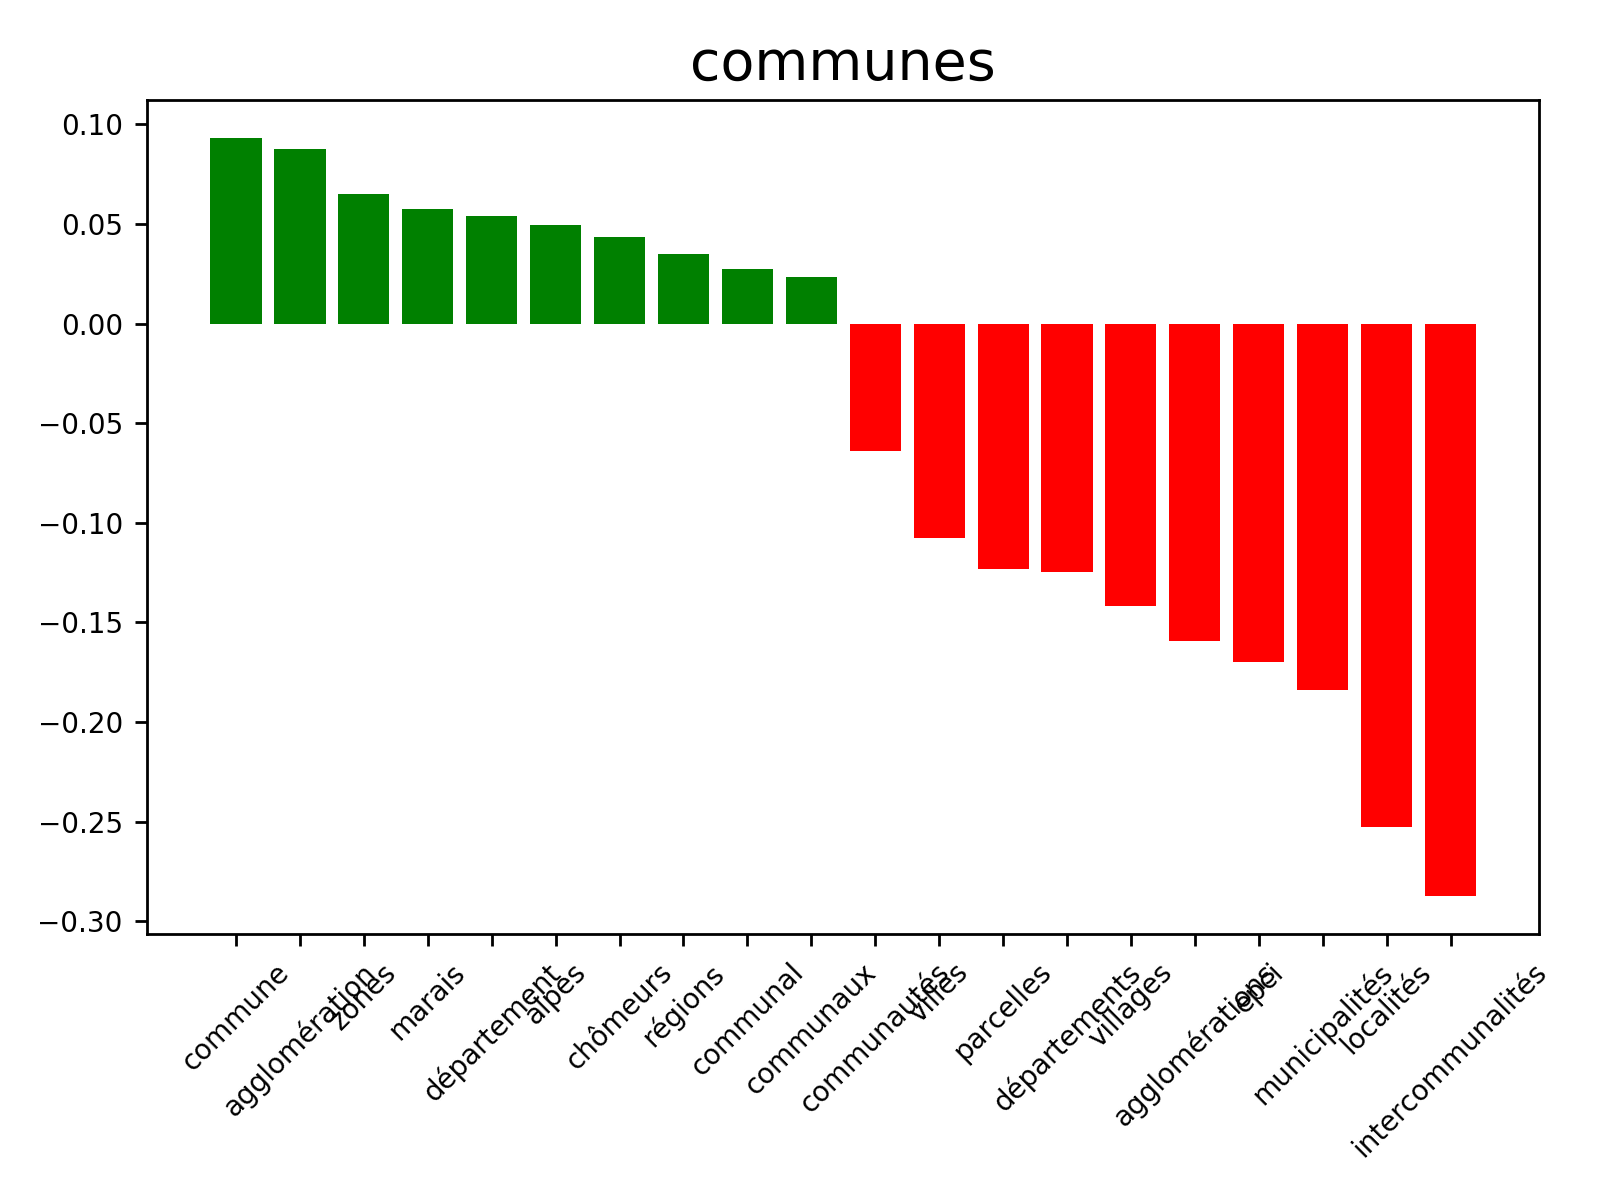 communes
0.10
0.05
0.00
−0.05
−0.10
−0.15
−0.20
−0.25
−0.30
commune
agglomération
zones
marais
département
alpes
chômeurs
régions
communal
communaux
communautés
villes
parcelles
départements
villages
agglomérations
epci
municipalités
localités
intercommunalités